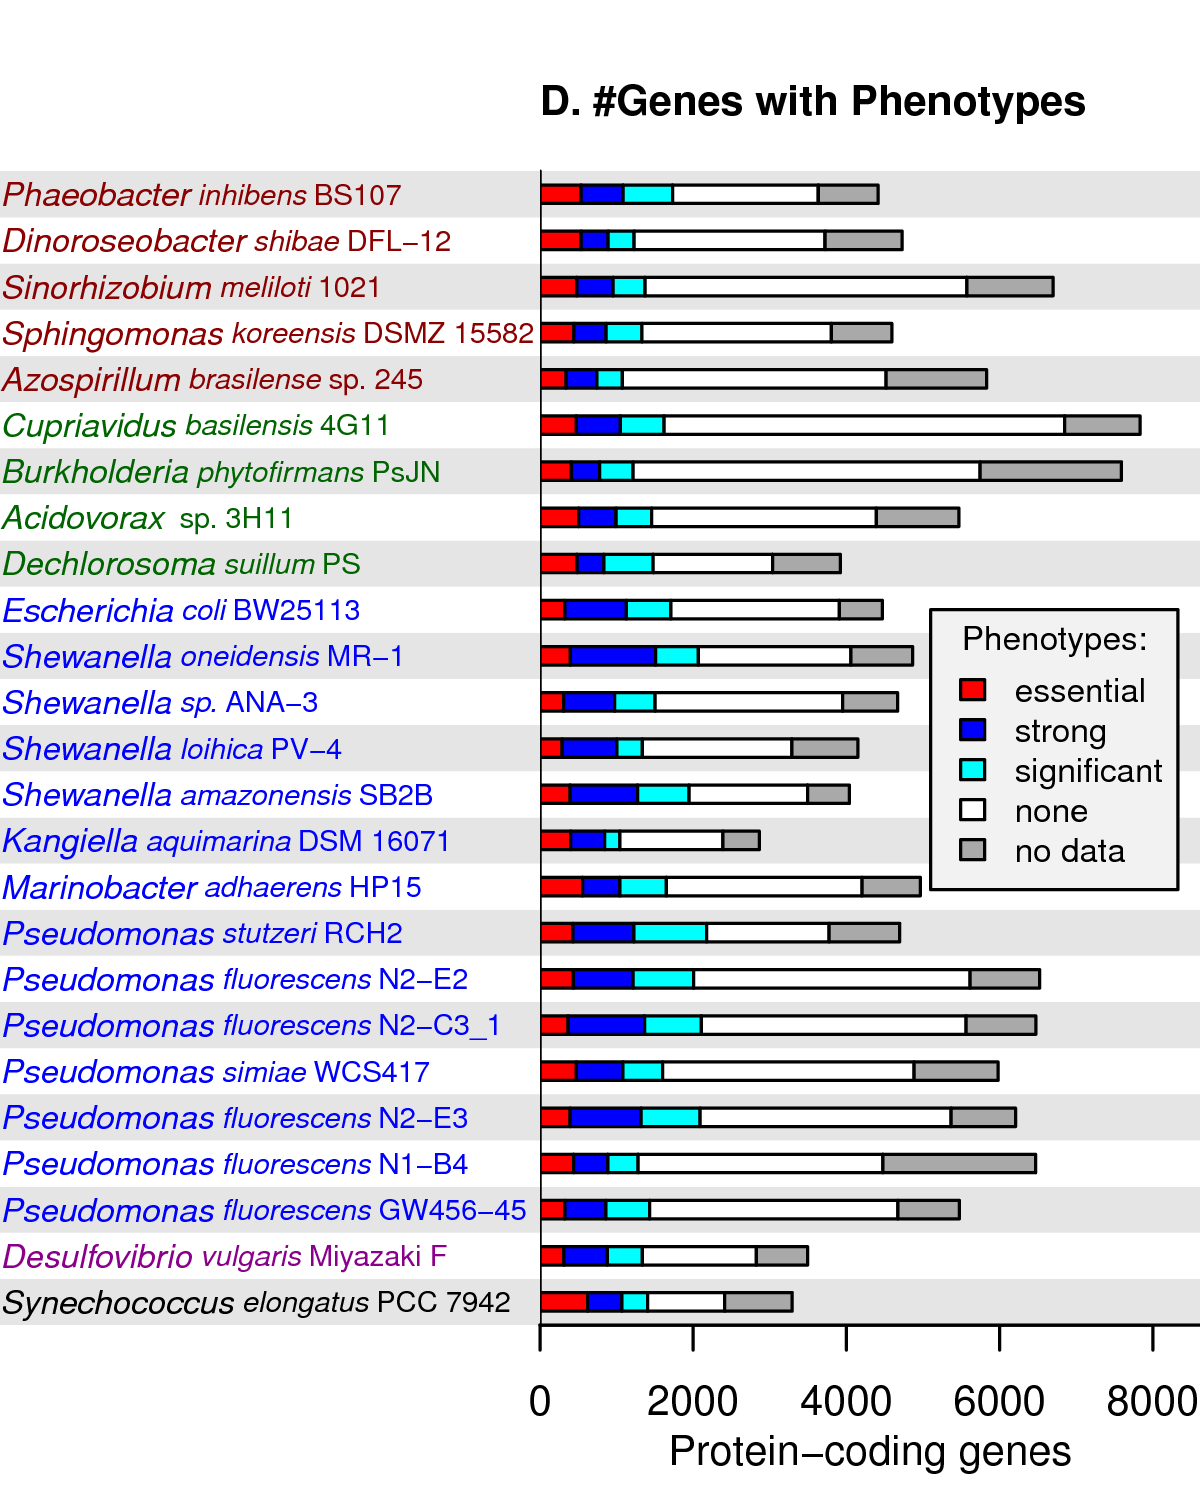 D. #Genes with Phenotypes
Phaeobacter inhibens BS107
Dinoroseobacter shibae DFL−12
Sinorhizobium meliloti 1021
Sphingomonas koreensis DSMZ 15582
Azospirillum brasilense sp. 245
Cupriavidus basilensis 4G11
Burkholderia phytofirmans PsJN
Acidovorax sp. 3H11
Dechlorosoma suillum PS
Escherichia coli BW25113
Shewanella oneidensis MR−1
Shewanella sp. ANA−3
Shewanella loihica PV−4
Shewanella amazonensis SB2B
Kangiella aquimarina DSM 16071
Marinobacter adhaerens HP15
Pseudomonas stutzeri RCH2
Pseudomonas fluorescens N2−E2
Pseudomonas fluorescens N2−C3_1
Pseudomonas simiae WCS417
Pseudomonas fluorescens N2−E3
Pseudomonas fluorescens N1−B4
Pseudomonas fluorescens GW456−45
Desulfovibrio vulgaris Miyazaki F
Synechococcus elongatus PCC 7942
Phenotypes:
essential
strong
significant
none
no data
0 2000 4000 6000 8000
Protein−coding genes